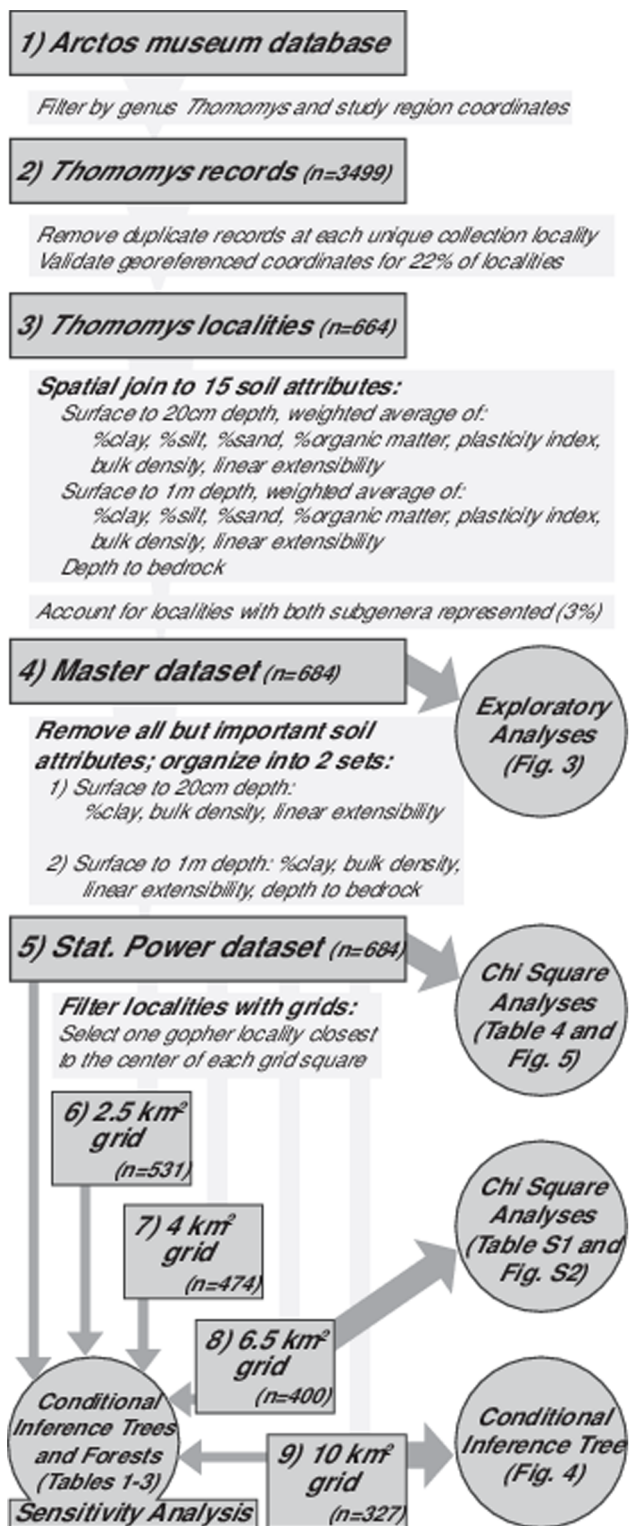 1) Arctos museum database
Filter by genus Thomomys and study region coordinates
2) Thomomys records (n=3499)
Remove duplicate records at each unique collection locality
Validate georeferenced coordinates for 22% of localities
3) Thomomys localities (n=664)
Spatial join to 15 soil attributes:
Surface to 20cm depth, weighted average of:
%clay, %silt, %sand, %organic matter, plasticity index,
bulk density, linear extensibility
Surface to 1m depth, weighted average of:
%clay, %silt, %sand, %organic matter, plasticity index,
bulk density, linear extensibility
Depth to bedrock
Account for localities with both subgenera represented (3%)
4) Master dataset (n=684)
Exploratory
Analyses
(Fig. 3)
Remove all but important soil
attributes; organize into 2 sets:
1) Surface to 20cm depth:
%clay, bulk density, linear extensibility
2) Surface to 1m depth: %clay, bulk density,
linear extensibility, depth to bedrock
5) Stat. Power dataset (n=684)
Chi Square
Analyses
(Table 4 and
Fig. 5)
Filter localities with grids:
Select one gopher locality closest
to the center of each grid square
6) 2.5 km²
grid
(n=531)
7) 4 km²
grid
(n=474)
Chi Square
Analyses
(Table S1 and
Fig. S2)
8) 6.5 km²
grid
(n=400)
9) 10 km²
grid
(n=327)
Conditional
Inference Trees
and Forests
(Tables 1-3)
Sensitivity Analysis
Conditional
Inference Tree
(Fig. 4)